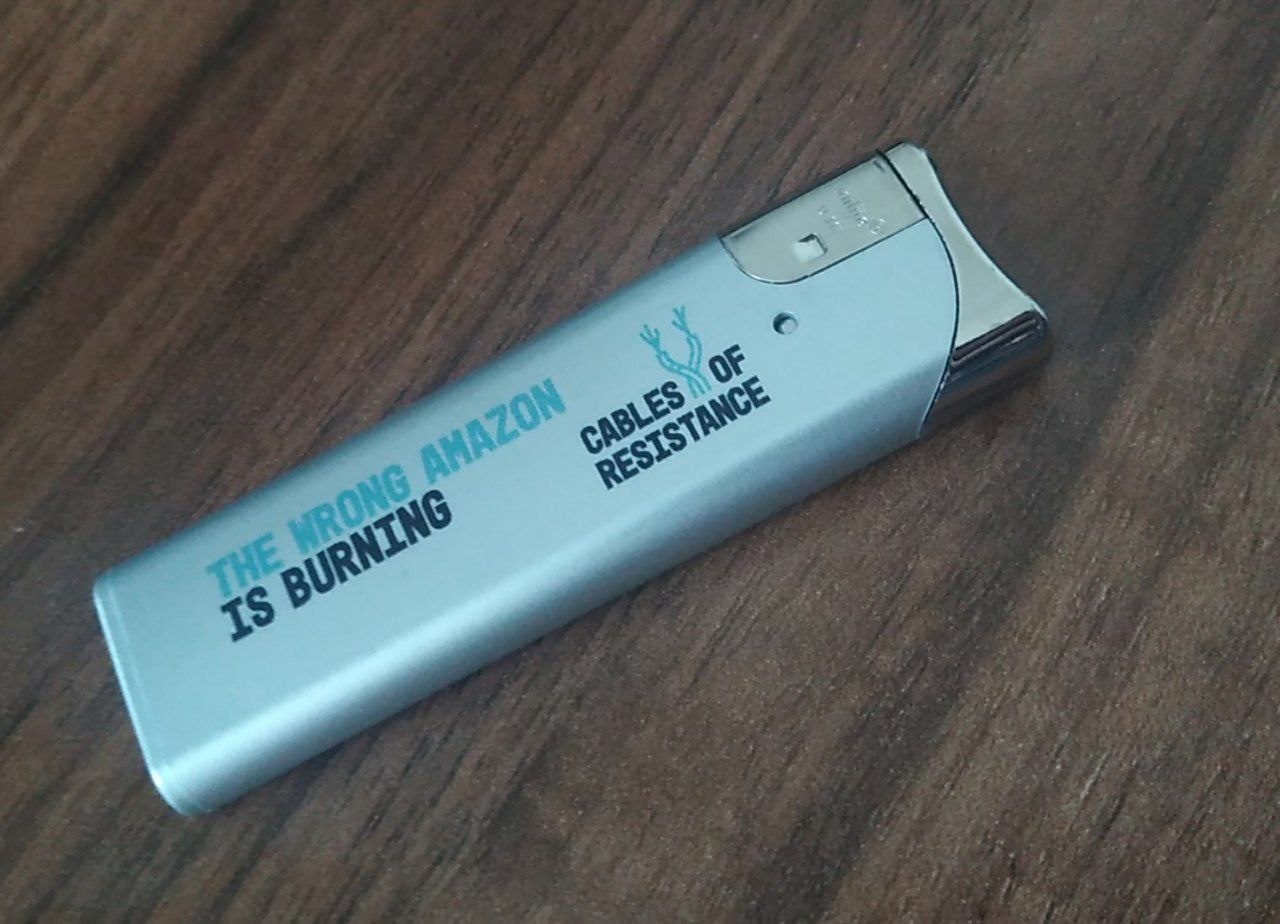 THE WRONG AMAZON
IS BURNING
CABLES OF
RESISTANCE